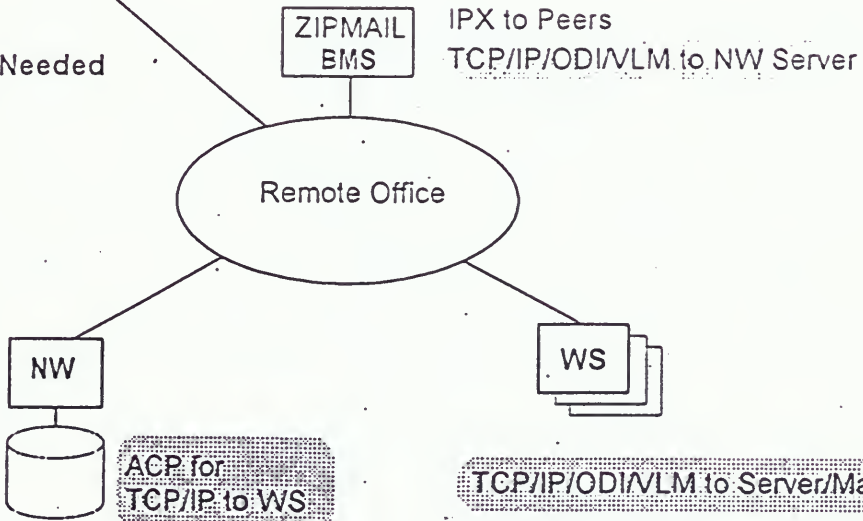 ZIPMAIL
BMS
IPX to Peers
TCP/IP/ODI/VLM to NW Server
Needed
Remote Office
NW
WS
ACP for
TCP/IP to WS
TCP/IP/ODI/VLM to Server/Ma